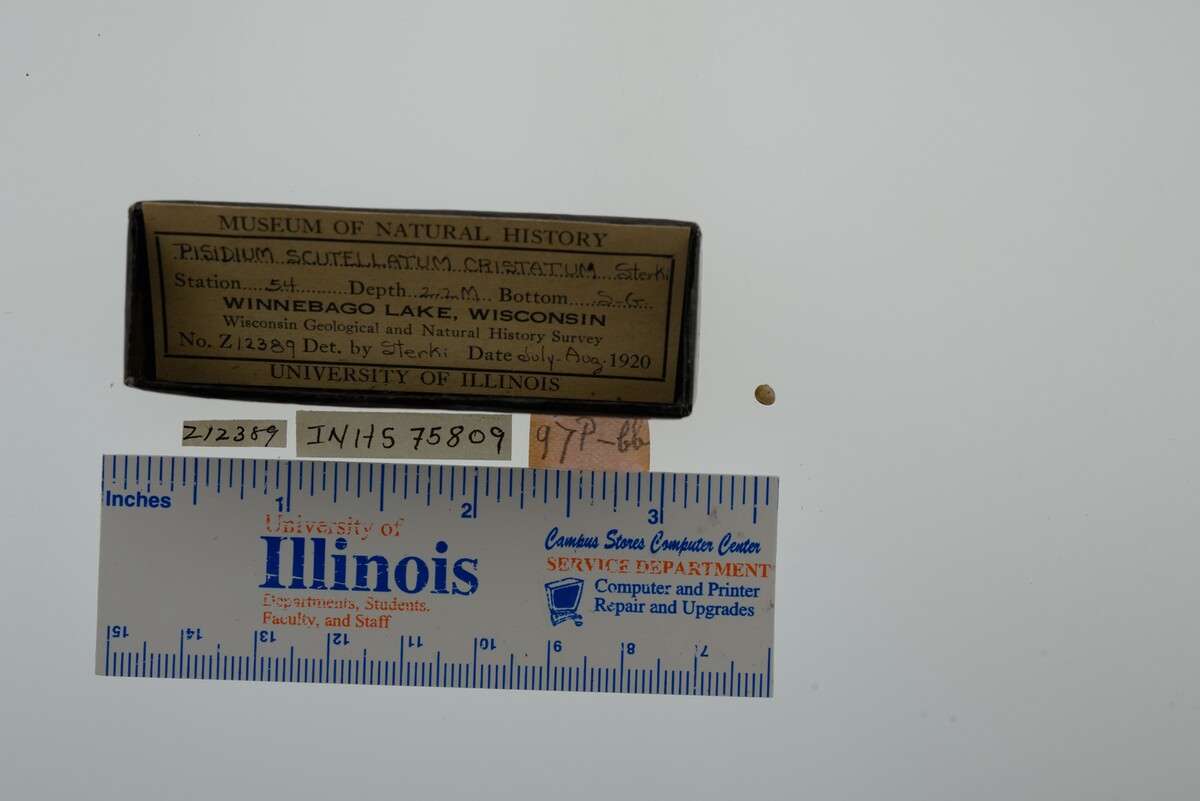 MUSEUM OF NATURAL HISTORY
PISIDIUM SCUTELLATUM CRISTATUM Sterki
Station 54 Depth 2.2M Bottom S-G
WINNEBAGO LAKE, WISCONSIN
Wisconsin Geological and Natural History Survey
No. Z12389 Det. by Sterki Date July-Aug. 1920
UNIVERSITY OF ILLINOIS
Z12389
INHS 75809
97P-bb
Inches 1 2 3
University of
Illinois
Departments, Students,
Faculty, and Staff
Campus Stores Computer Center
SERVICE DEPARTMENT
Computer and Printer
Repair and Upgrades
15 14 13 12 11 10 9 8 7